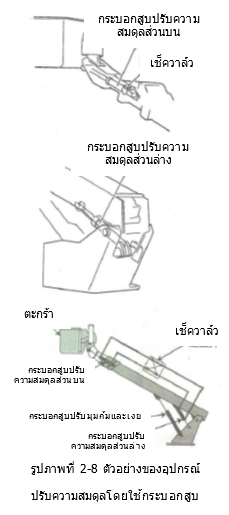 กระบอกสูบปรับความ
สมดุลส่วนบน
เช็ควาล์ว
กระบอกสูบปรับความ
สมดุลส่วนล่าง
ตะกร้า
เช็ควาล์ว
กระบอกสูบปรับ
ความสมดุลส่วนบน
กระบอกสูบปรับมุมก้มและเงย
กระบอกสูบปรับ
ความสมดุลส่วนล่าง
รูปภาพที่ 2-8 ตัวอย่างของอุปกรณ์
ปรับความสมดุลโดยใช้กระบอกสูบ